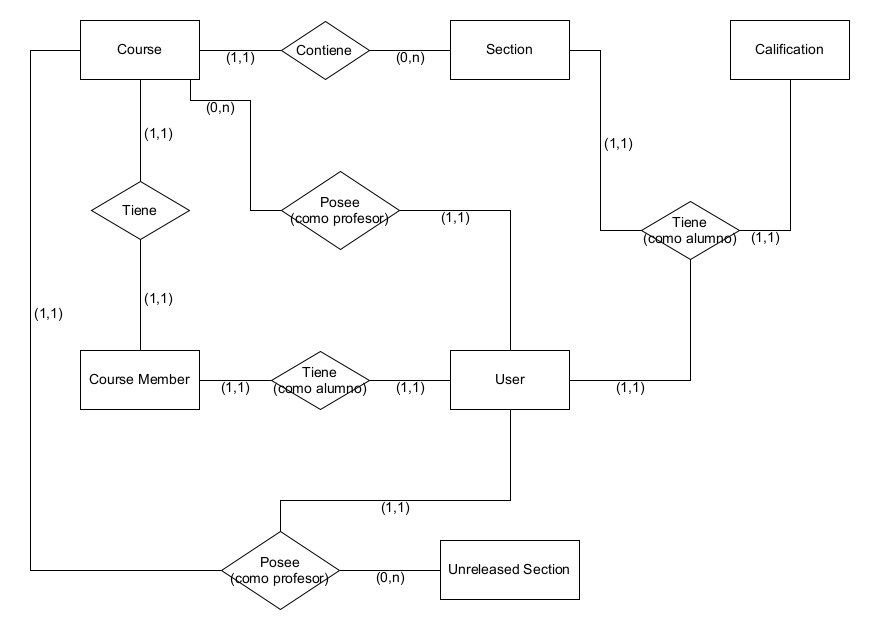 Course
(1,1)
Contiene
(0,n)
Section
Calification
(0,n)
(1,1)
(1,1)
Tiene
Posee
(como profesor)
(1,1)
Tiene
(como alumno)
(1,1)
(1,1)
(1,1)
Course Member
(1,1)
Tiene
(como alumno)
(1,1)
User
(1,1)
(1,1)
Posee
(como profesor)
(0,n)
Unreleased Section